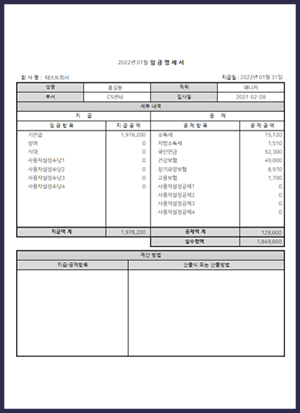 2022년 01월 임 금 명 세 서
회 사 명 : 테스트회사 지급일 : 2022년 01월 31일
성명 홍길동 직위 매니저
부서 CS센터 입사일 2021-02-08
세부 내역
지 급 공 제
임 금 항 목 지 급 금 액 공 제 항 목 공 제 금 액
기본급 1,978,200 소득세 15,120
상여 0 지방소득세 1,510
식대 0 국민연금 52,300
사용자설정수당1 0 건강보험 49,000
사용자설정수당2 0 장기요양보험 8,970
사용자설정수당3 0 고용보험 1,700
사용자설정수당4 0 사용자설정공제1 0
사용자설정공제2 0
사용자설정공제3 0
사용자설정공제4 0
지급액 계 1,978,200 공제액 계 128,600
실수령액 1,849,600
계산 방법
지급/공제항목 산출식 또는 산출방법